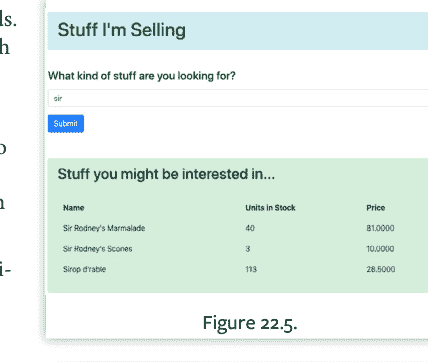 ds.
h
Stuff I'm Selling
What kind of stuff are you looking for?
sir
Submit
o
n
i-
Stuff you might be interested in...
Name Units in Stock Price
Sir Rodney's Marmalade 40 81.0000
Sir Rodney's Scones 3 10.0000
Sirop d'rable 113 28.5000
Figure 22.5.